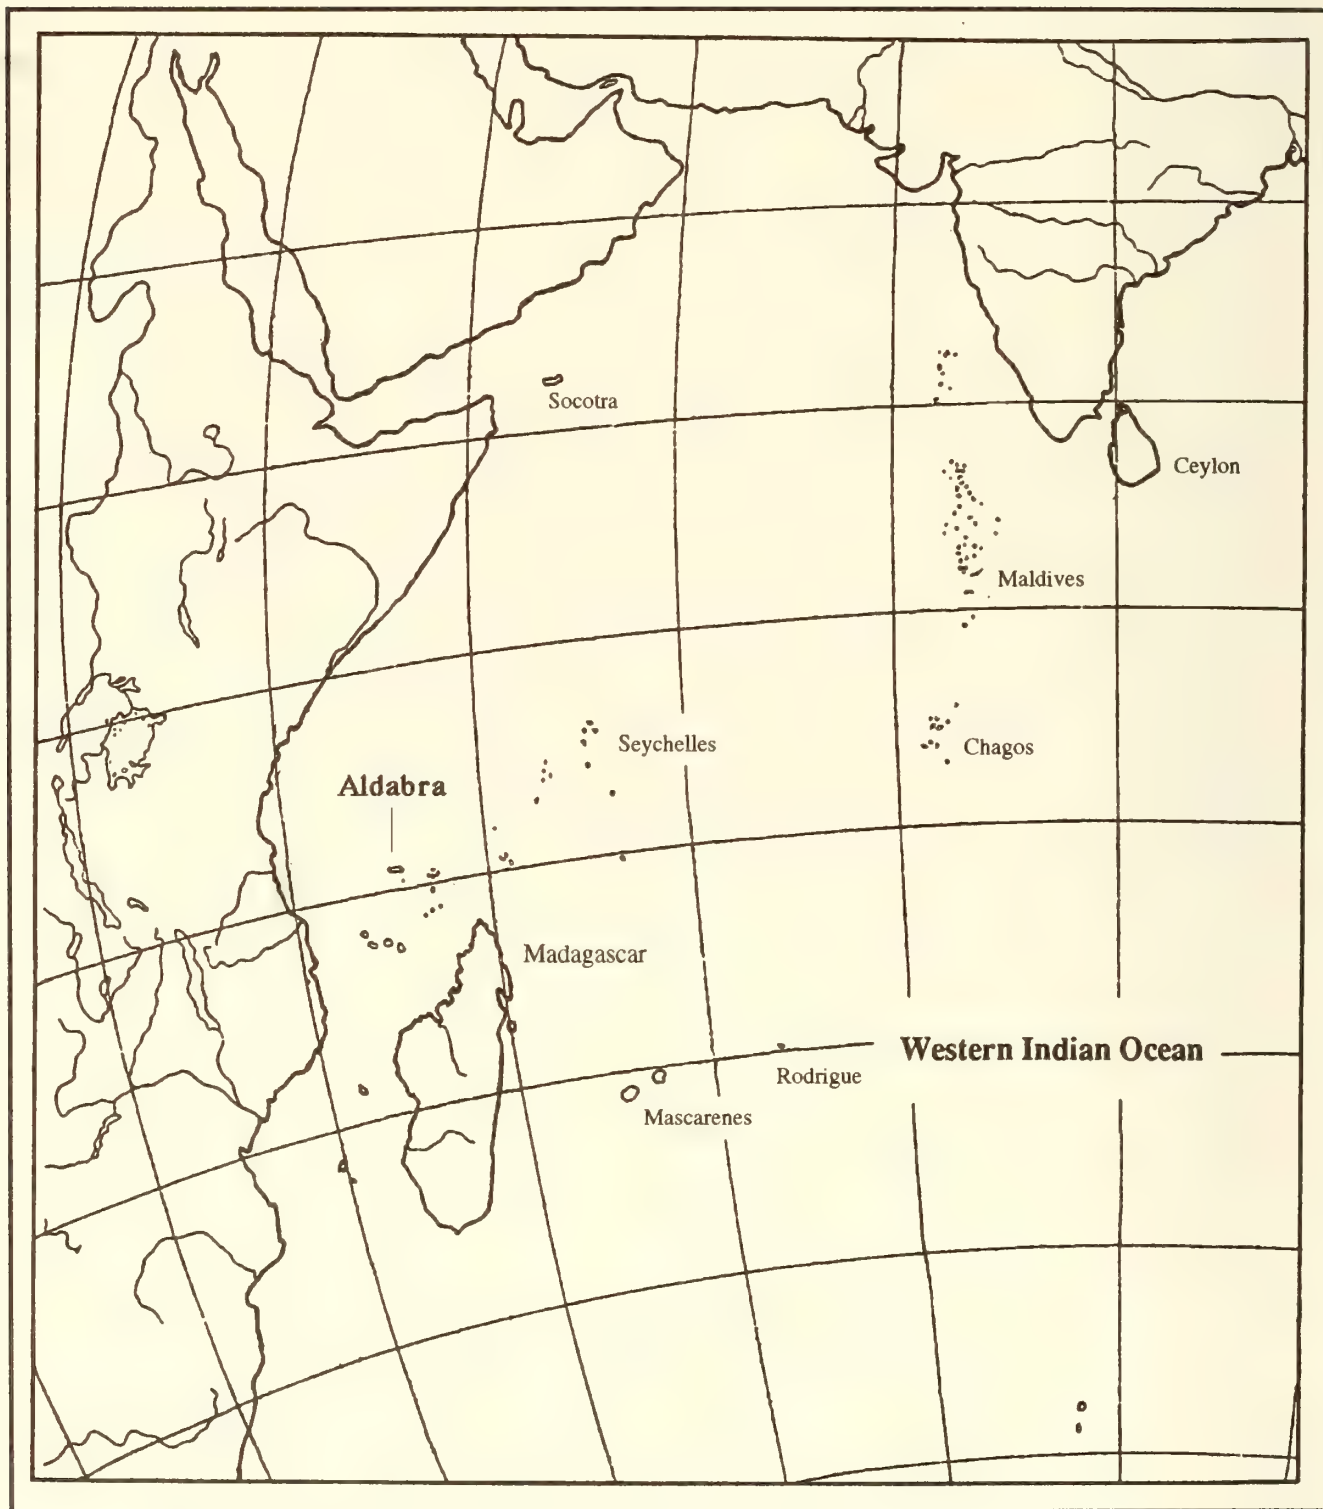 Socotra
Ceylon
Maldives
Seychelles
Chagos
Aldabra
Madagascar
Western Indian Ocean
Rodrigue
Mascarenes